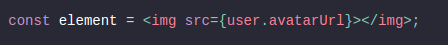 const element = <img src={user.avatarUrl}></img>;